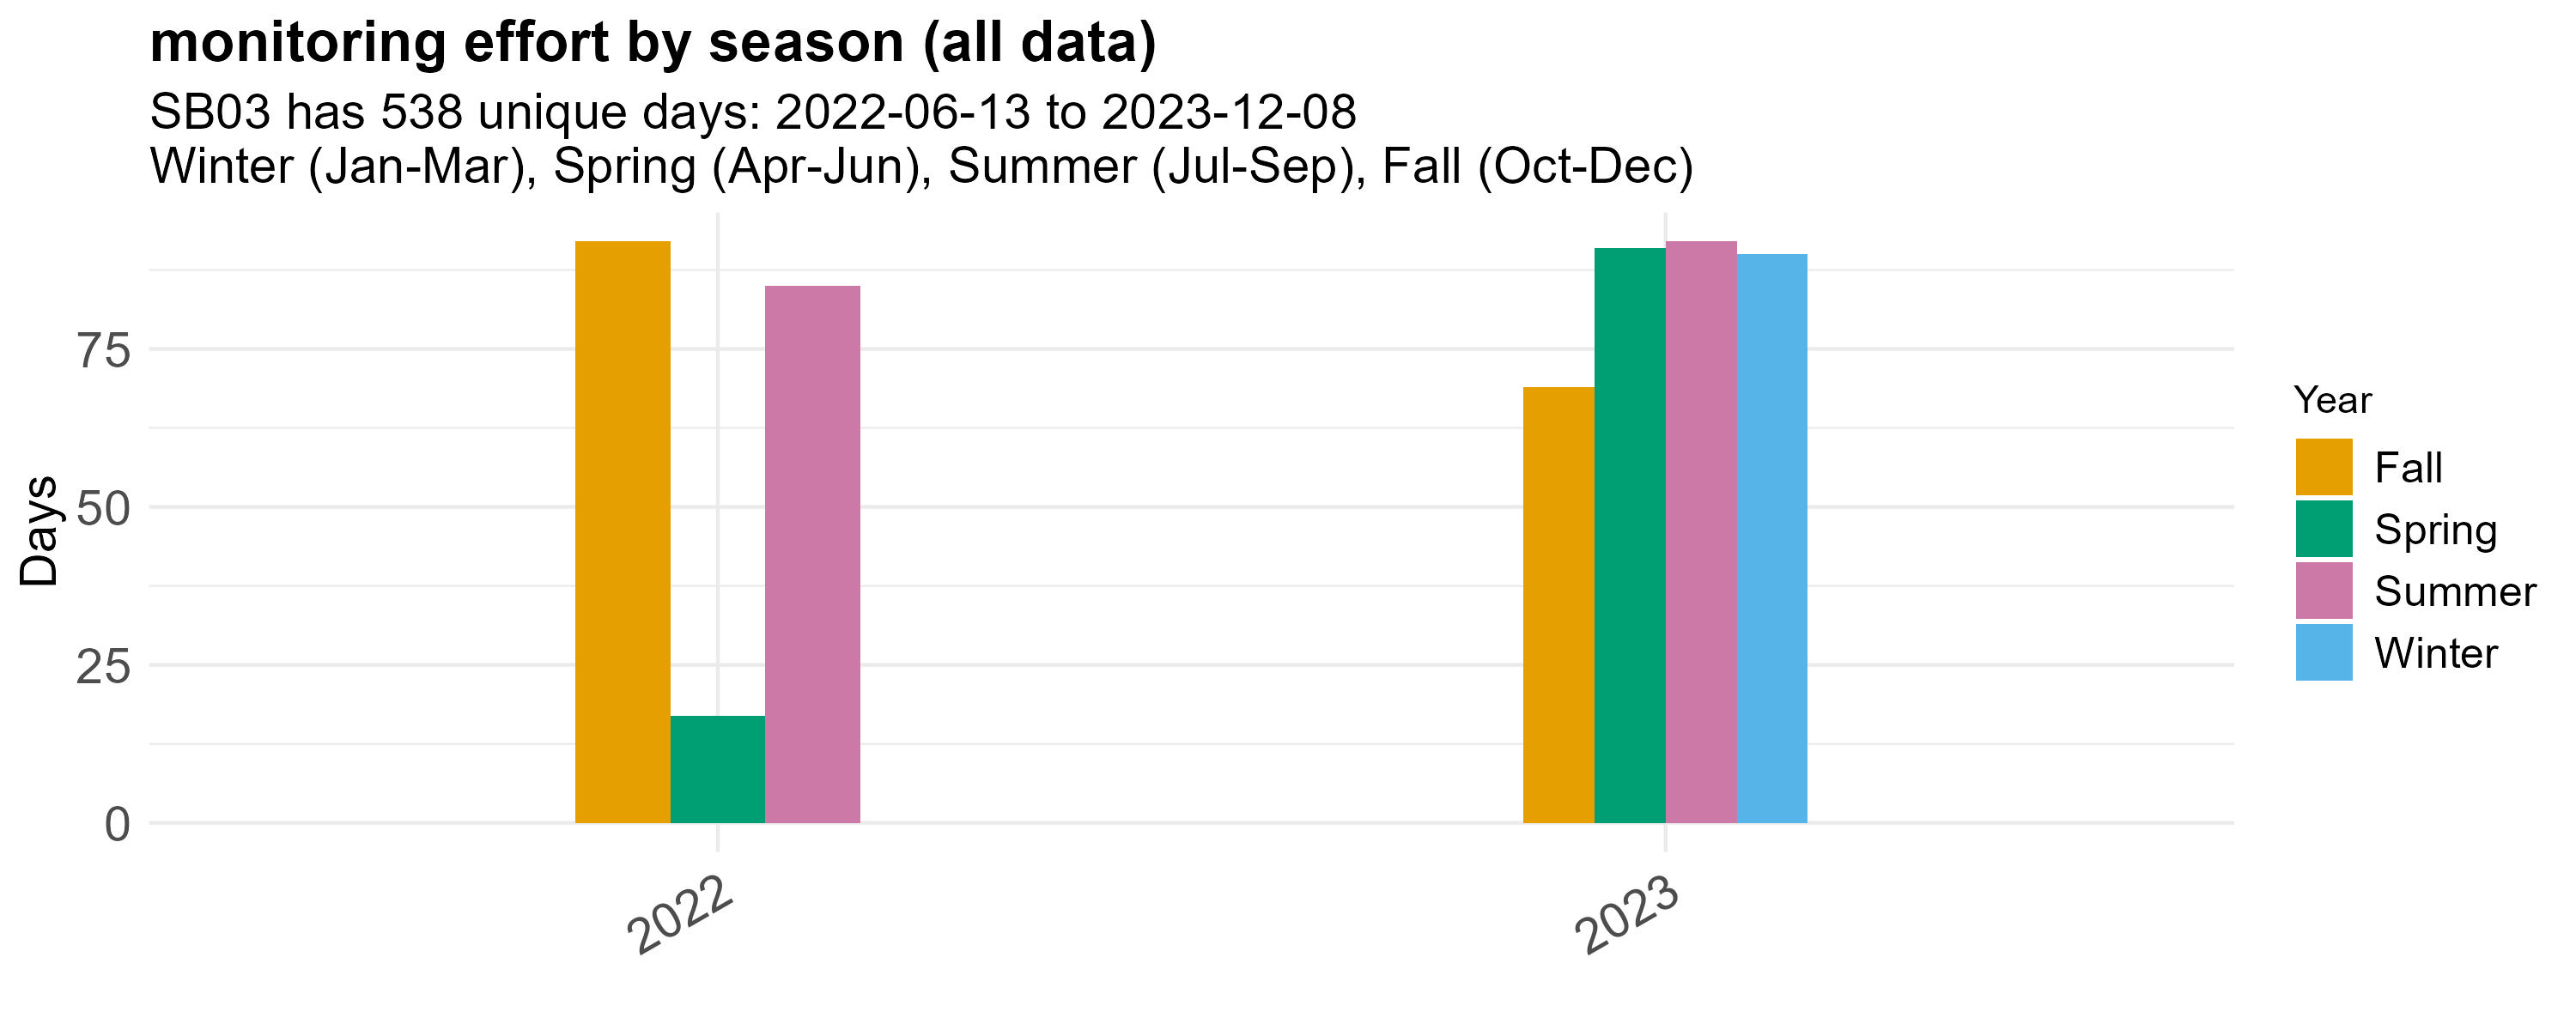 monitoring effort by season (all data)
SB03 has 538 unique days: 2022-06-13 to 2023-12-08
Winter (Jan-Mar), Spring (Apr-Jun), Summer (Jul-Sep), Fall (Oct-Dec)
Days
75
50
25
0
2022
2023
Year
Fall
Spring
Summer
Winter